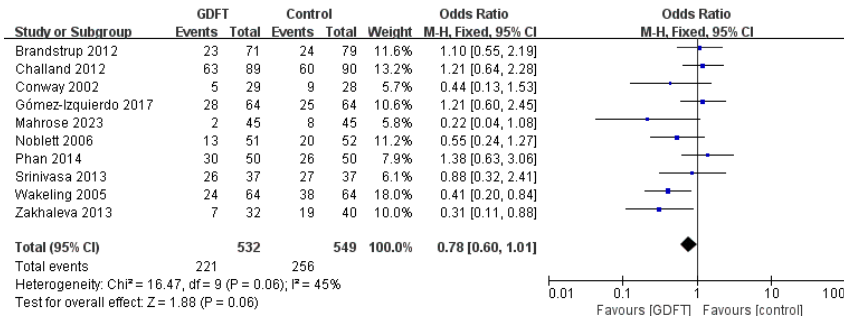 GDFT Control Odds Ratio Odds Ratio
Study or Subgroup Events Total Events Total Weight M-H, Fixed, 95% CI M-H, Fixed, 95% CI
Brandstrup 2012 23 71 24 79 11.6% 1.10 [0.55, 2.19]
Challand 2012 63 89 60 90 13.2% 1.21 [0.64, 2.28]
Conway 2002 5 29 9 28 5.7% 0.44 [0.13, 1.53]
Gómez-Izquierdo 2017 28 64 25 64 10.6% 1.21 [0.60, 2.45]
Mahrose 2023 2 45 8 45 5.8% 0.22 [0.04, 1.08]
Noblett 2006 13 51 20 52 11.2% 0.55 [0.24, 1.27]
Phan 2014 30 50 26 50 7.9% 1.38 [0.63, 3.06]
Srinivasa 2013 26 37 27 37 6.1% 0.88 [0.32, 2.41]
Wakeling 2005 24 64 38 64 18.0% 0.41 [0.20, 0.84]
Zakhaleva 2013 7 32 19 40 10.0% 0.31 [0.11, 0.88]
Total (95% CI) 532 549 100.0% 0.78 [0.60, 1.01]
Total events 221 256
Heterogeneity: Chi² = 16.47, df = 9 (P = 0.06); I² = 45%
Test for overall effect: Z = 1.88 (P = 0.06)
0.01 0.1 1 10 100
Favours [GDFT] Favours [control]